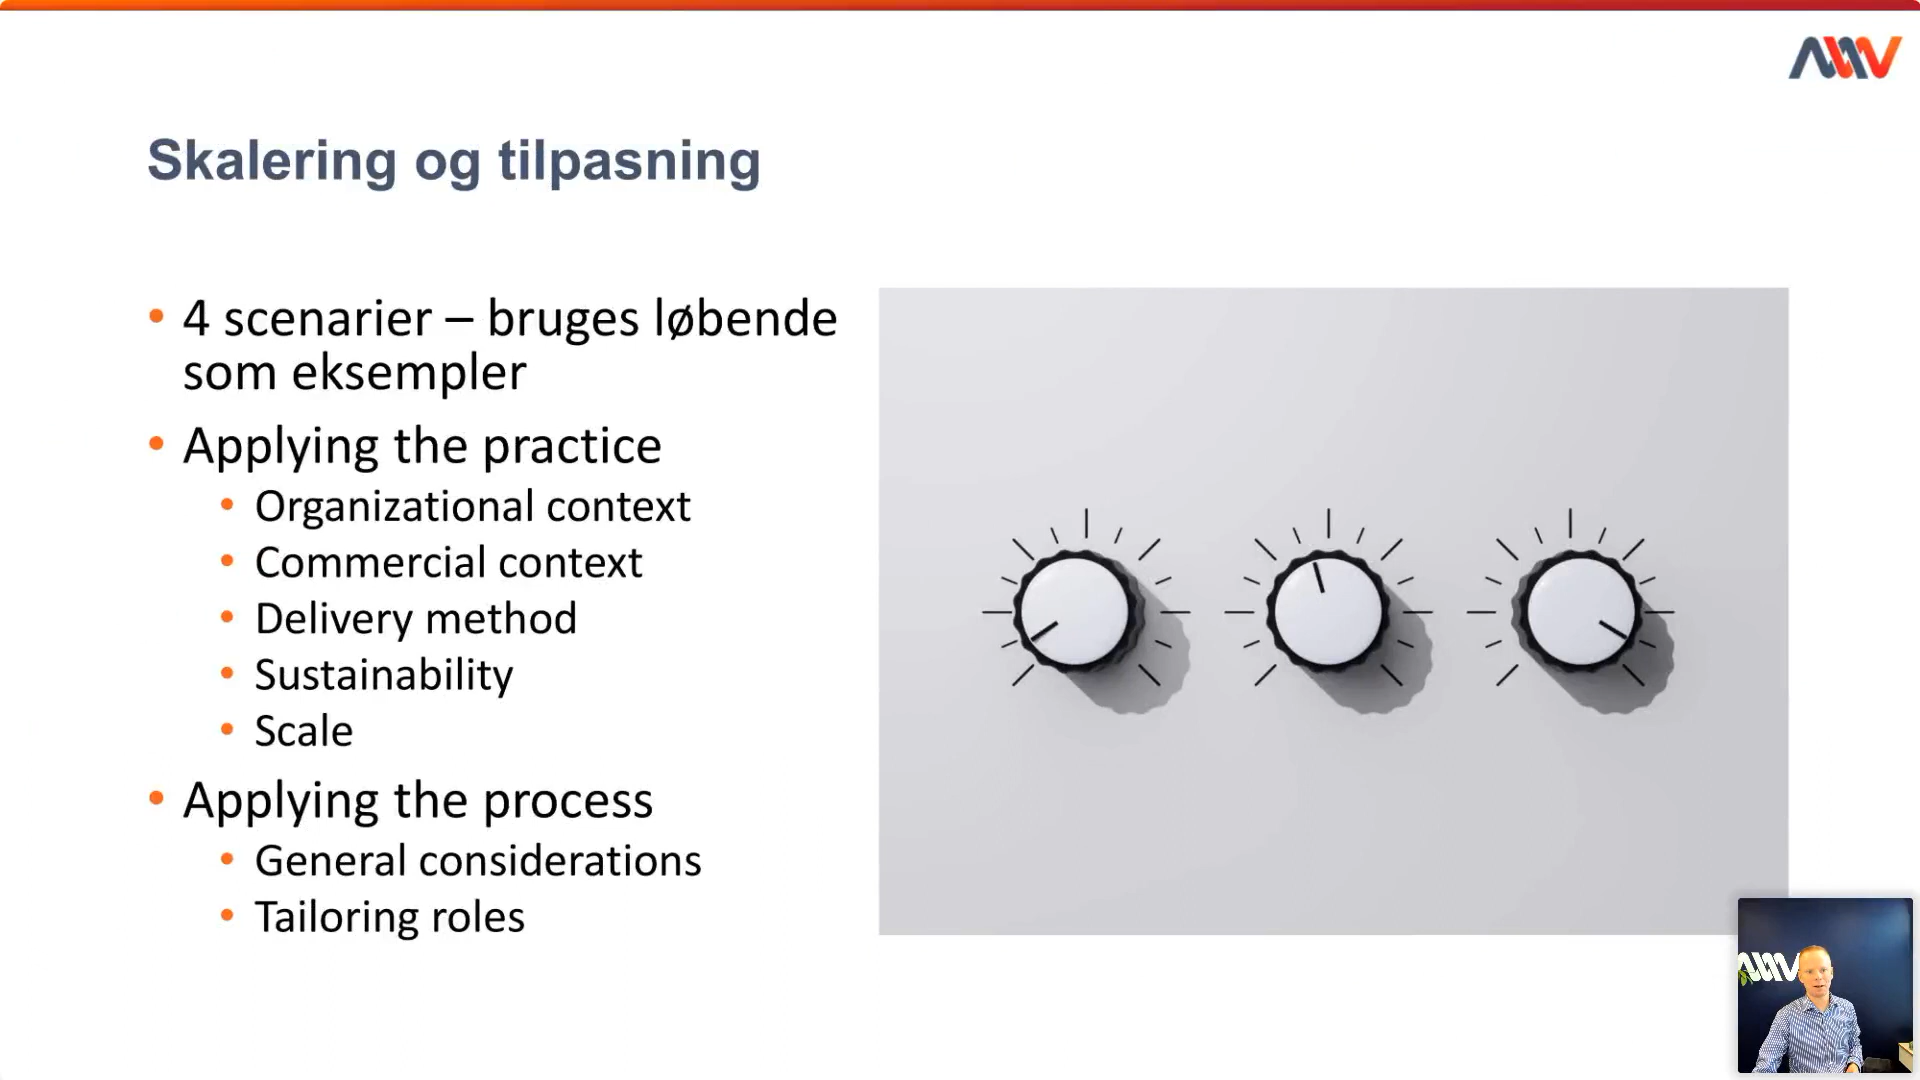 Skalering og tilpasning
• 4 scenarier – bruges løbende
som eksempler
• Applying the practice
• Organizational context
• Commercial context
• Delivery method
• Sustainability
• Scale
• Applying the process
• General considerations
• Tailoring roles